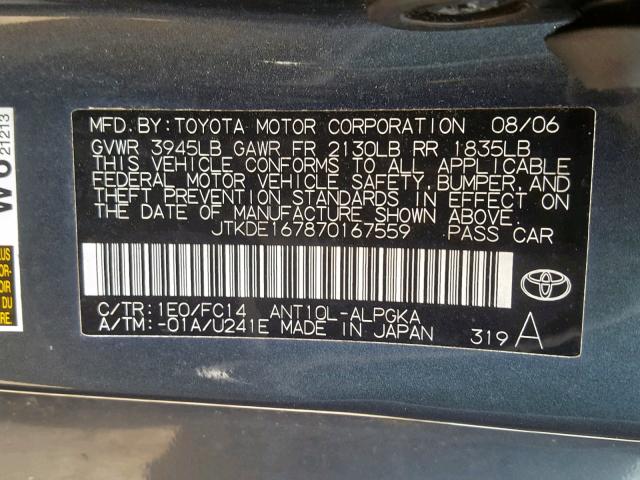 MFD.BY:TOYOTA MOTOR CORPORATION 08/06
GVWR 3945LB GAWR FR 2130LB RR 1835LB
THIS VEHICLE CONFORMS TO ALL APPLICABLE
FEDERAL MOTOR VEHICLE SAFETY,BUMPER,AND
THEFT PREVENTION STANDARDS IN EFFECT ON
THE DATE OF MANUFACTURE SHOWN ABOVE.
JTKDE167870167559 PASS CAR
C/TR:1E0/FC14 ANT10L-ALPGKA
A/TM:-01A/U241E MADE IN JAPAN 319 A
21213
DU